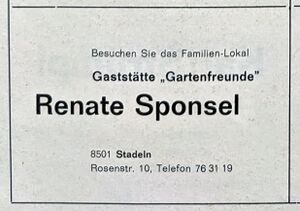 Besuchen Sie das Familien-Lokal
Gaststätte „Gartenfreunde"
Renate Sponsel
8501 Stadeln
Rosenstr. 10, Telefon 76 31 19